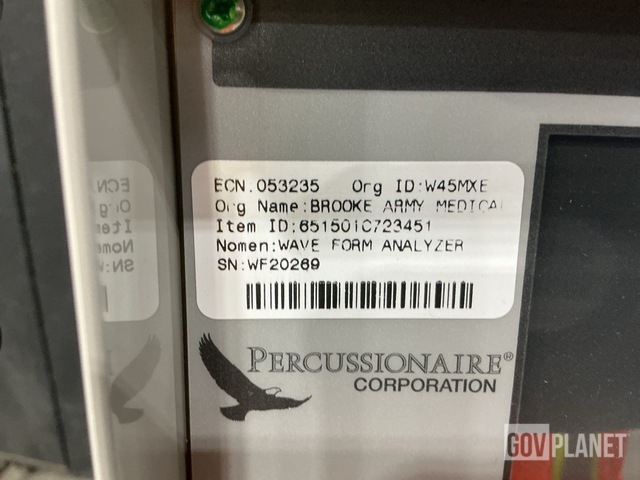 ECN.053235 Org ID:W45MXE
Org Name:BROOKE ARMY MEDICAL
Item ID:6515010723451
Nomen:WAVE FORM ANALYZER
SN:WF20269
PERCUSSIONAIRE®
CORPORATION
GOVPLANET